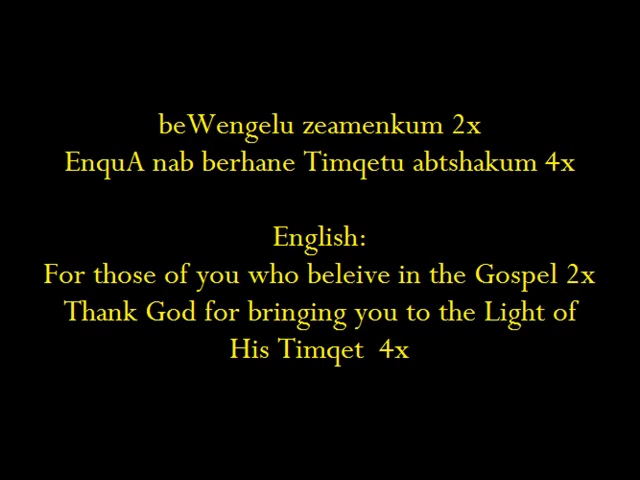 beWengelu zeamenkum 2x
EnquA nab berhane Timqetu abtshakum 4x
English:
For those of you who beleive in the Gospel 2x
Thank God for bringing you to the Light of
His Timqet 4x